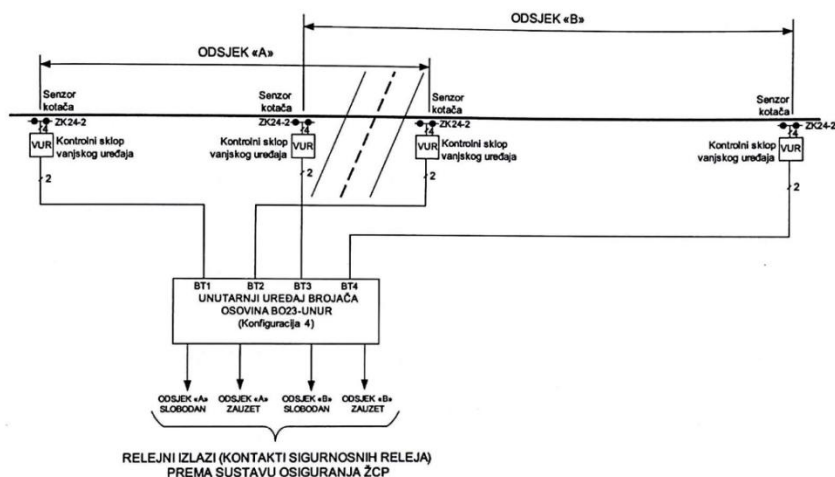 ODSJEK «B»
ODSJEK «A»
Senzor
kotača
ZK24-2
4
VUR
Kontrolni sklop
vanjskog uređaja
2
Senzor
kotača
ZK24-2
4
VUR
Kontrolni sklop
vanjskog uređaja
2
Senzor
kotača
ZK24-2
4
VUR
Kontrolni sklop
vanjskog uređaja
2
Senzor
kotača
ZK24-2
4
VUR
Kontrolni sklop
vanjskog uređaja
2
BT1 BT2 BT3 BT4
UNUTARNJI UREĐAJ BROJAČA
OSOVINA BO23-UNUR
(Konfiguracija 4)
ODSJEK «A»
SLOBODAN
ODSJEK «A»
ZAUZET
ODSJEK «B»
SLOBODAN
ODSJEK «B»
ZAUZET
RELEJNI IZLAZI (KONTAKTI SIGURNOSNIH RELEJA)
PREMA SUSTAVU OSIGURANJA ŽCP